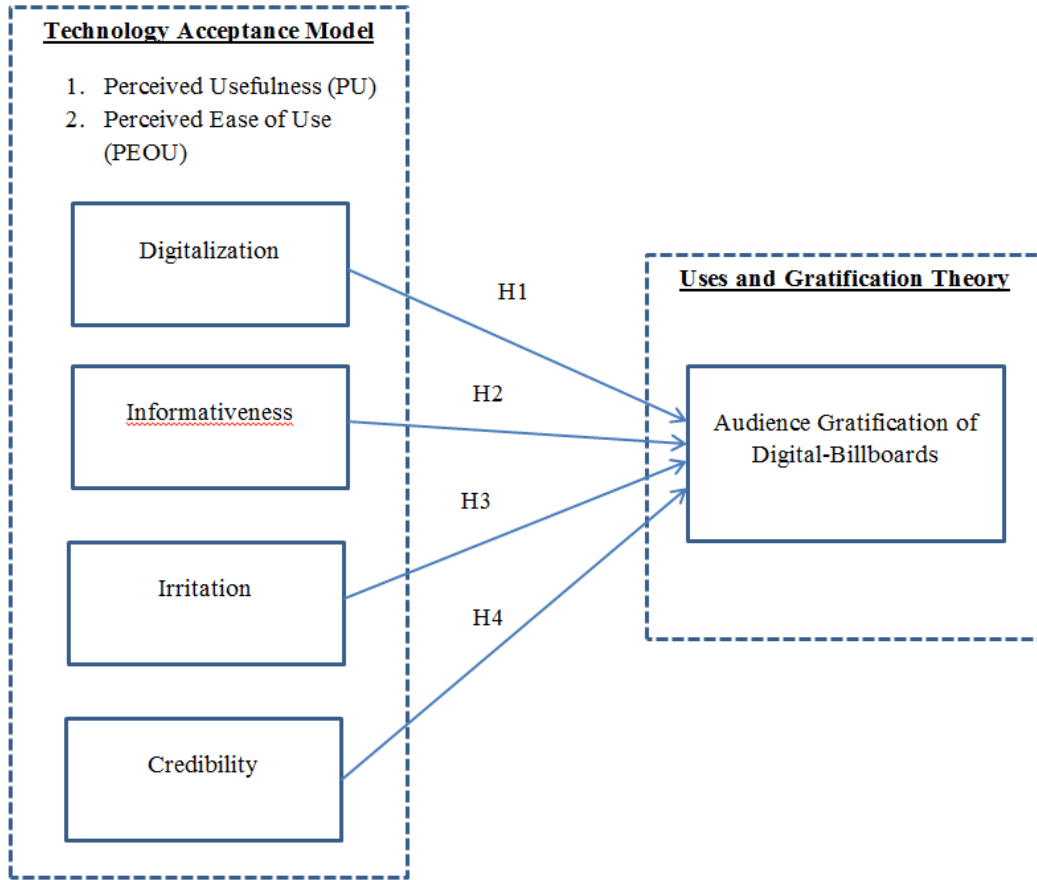 Technology Acceptance Model
1. Perceived Usefulness (PU)
2. Perceived Ease of Use
(PEOU)
Digitalization
Informativeness
Irritation
Credibility
H1
H2
H3
H4
Uses and Gratification Theory
Audience Gratification of
Digital-Billboards